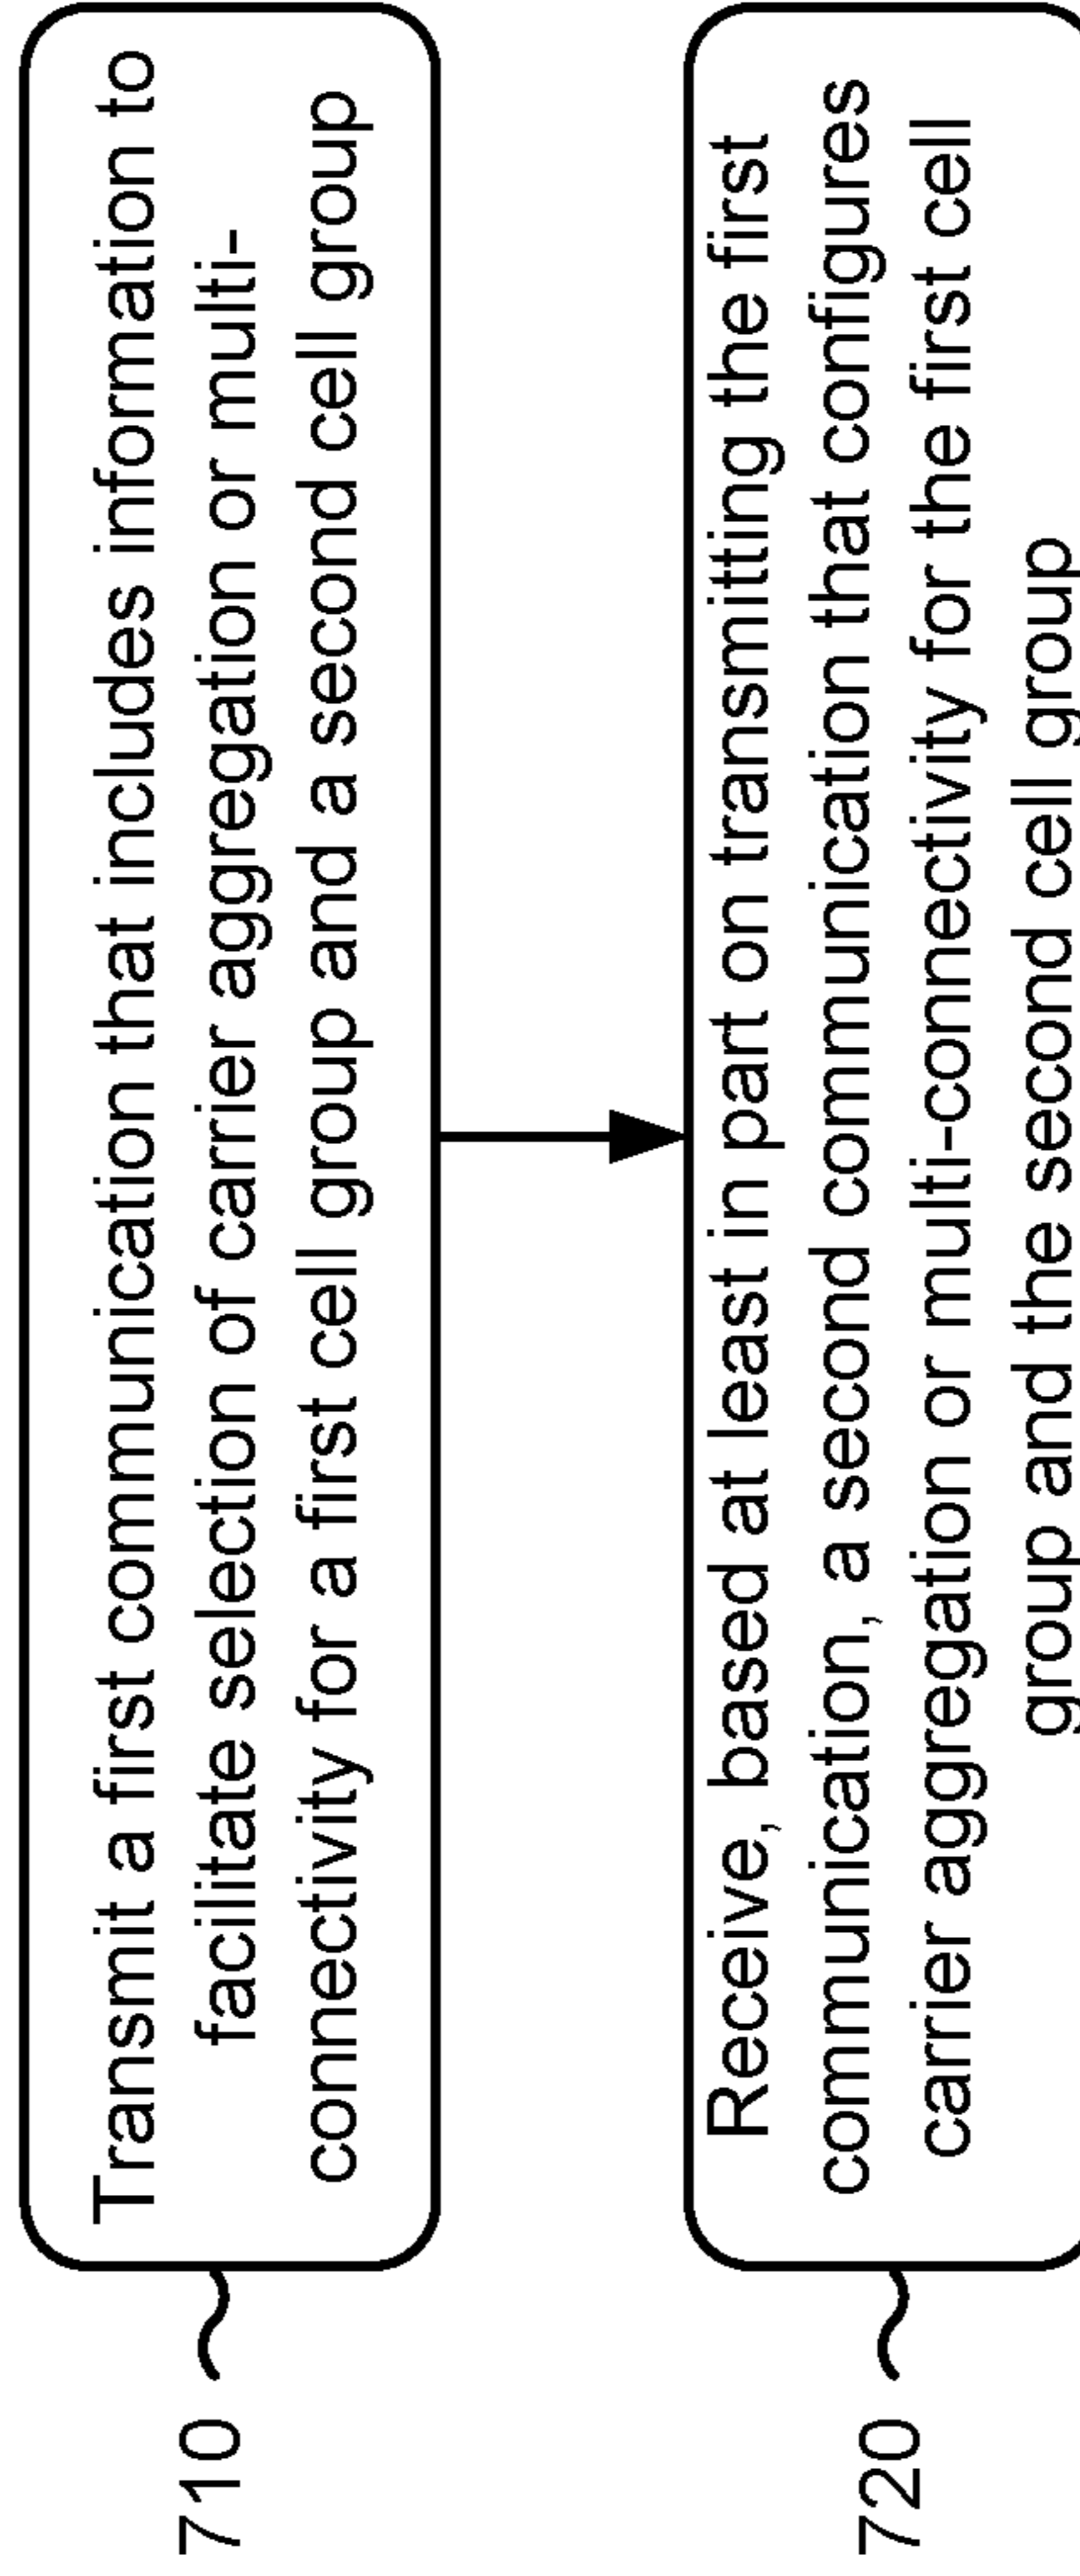 710
Transmit a first communication that includes information to
facilitate selection of carrier aggregation or multi-
connectivity for a first cell group and a second cell group
720
Receive, based at least in part on transmitting the first
communication, a second communication that configures
carrier aggregation or multi-connectivity for the first cell
group and the second cell group